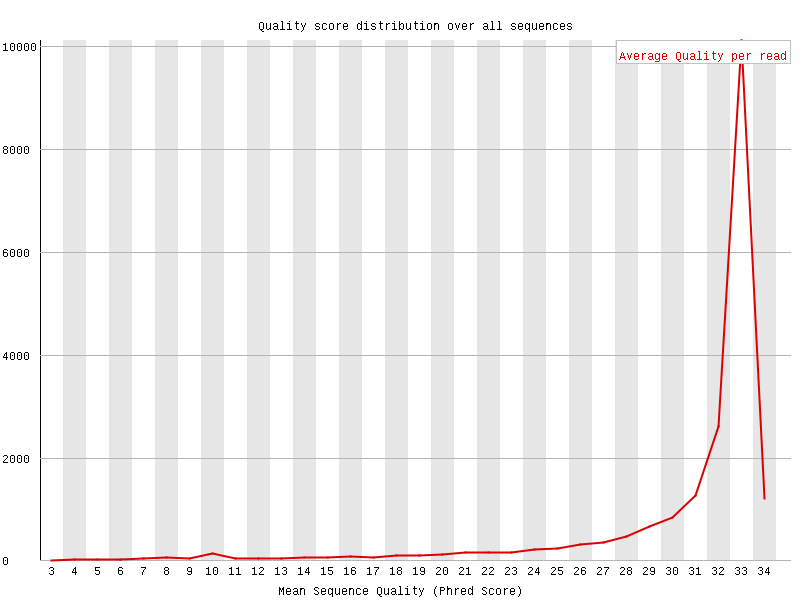 Quality score distribution over all sequences
10000
Average Quality per read
8000
6000
4000
2000
0
3 4 5 6 7 8 9 10 11 12 13 14 15 16 17 18 19 20 21 22 23 24 25 26 27 28 29 30 31 32 33 34
Mean Sequence Quality (Phred Score)